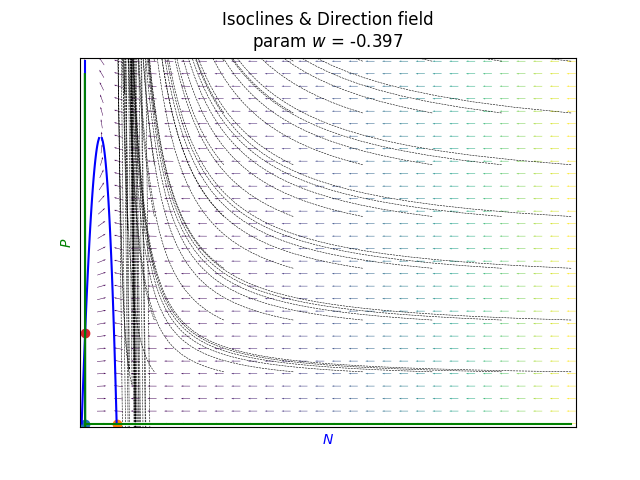 Isoclines & Direction field
param w = -0.397
P
N